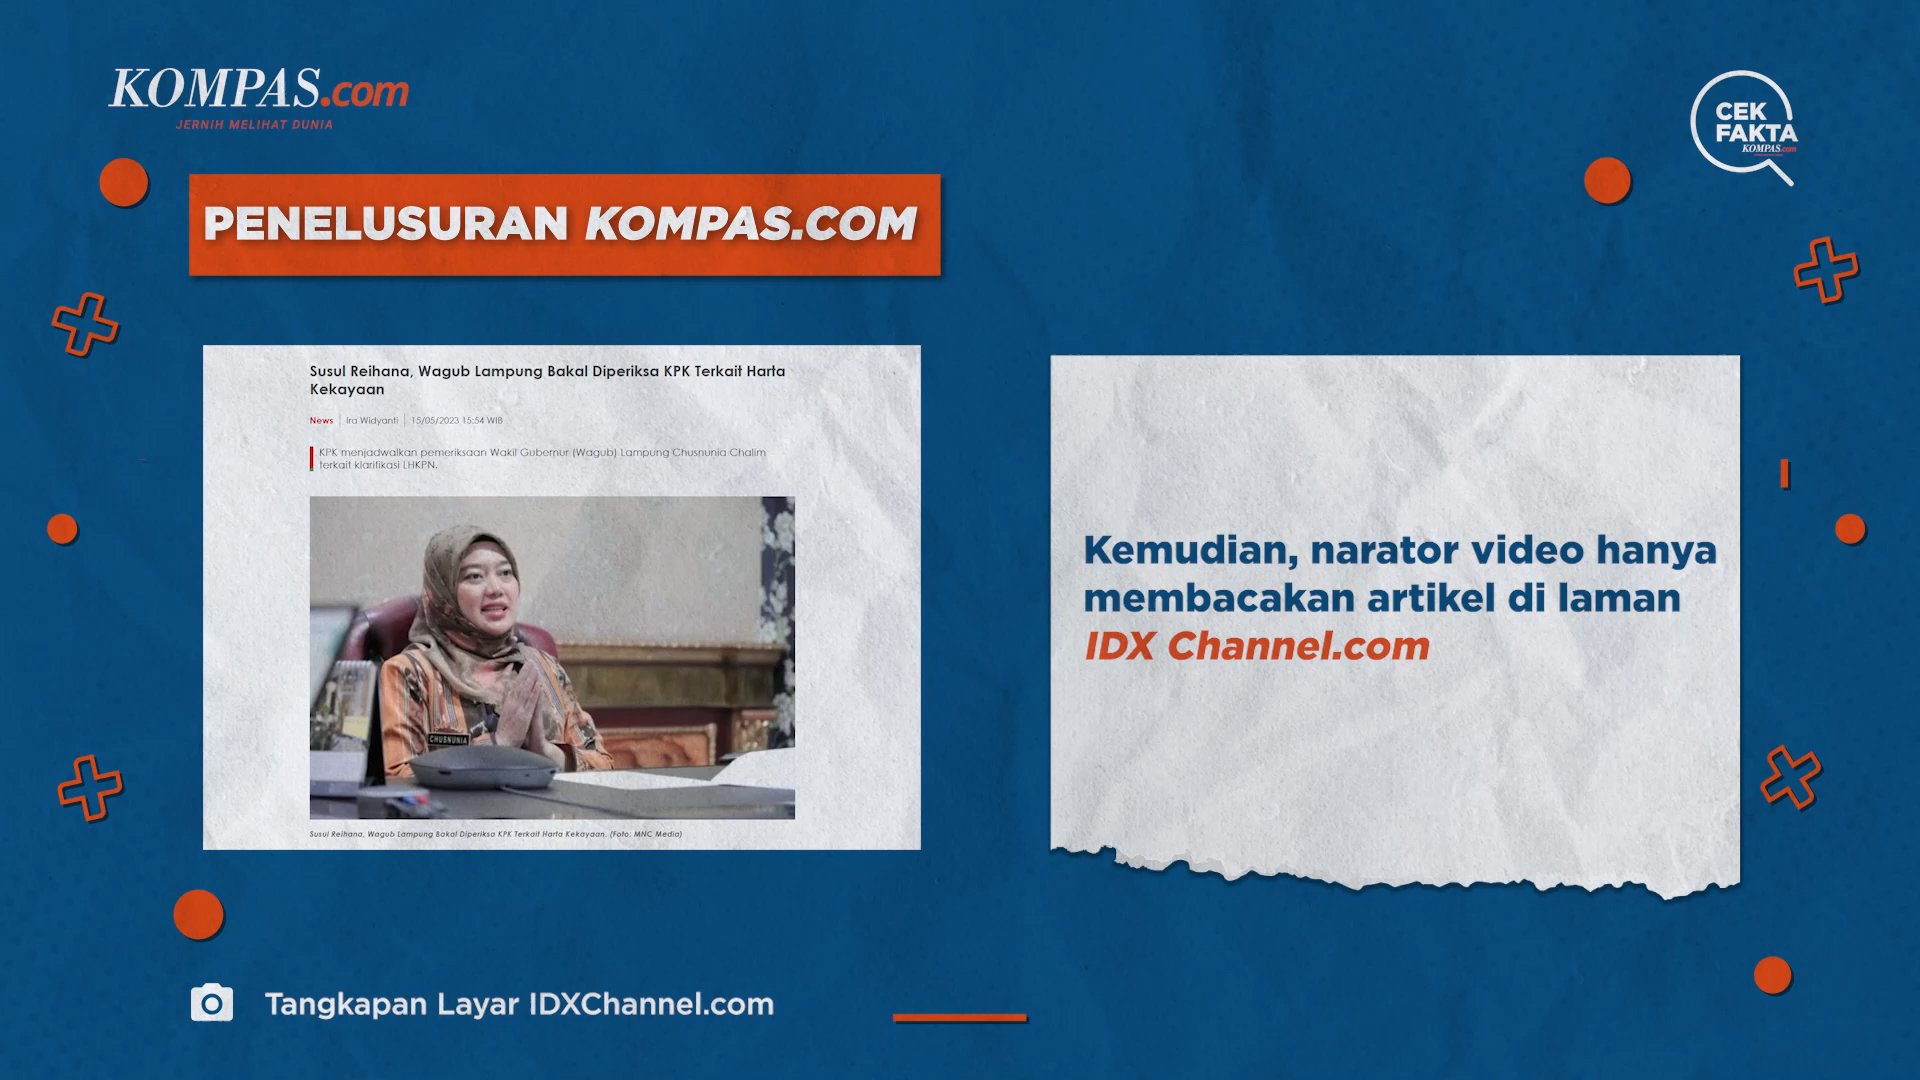 KOMPAS.com
JERNIH MELIHAT DUNIA
CEK
FAKTA
KOMPAS.com
PENELUSURAN KOMPAS.COM
Susul Reihana, Wagub Lampung Bakal Diperiksa KPK Terkait Harta
Kekayaan
News | Ira Widyanti | 15/05/2023 15:54 WIB
KPK menjadwalkan pemeriksaan Wakil Gubernur (Wagub) Lampung Chusnunia Chalim
terkait klarifikasi LHKPN.
CHUSNUNIA
Susul Reihana, Wagub Lampung Bakal Diperiksa KPK Terkait Harta Kekayaan. (Foto: MNC Media)
Kemudian, narator video hanya
membacakan artikel di laman
IDX Channel.com
Tangkapan Layar IDXChannel.com